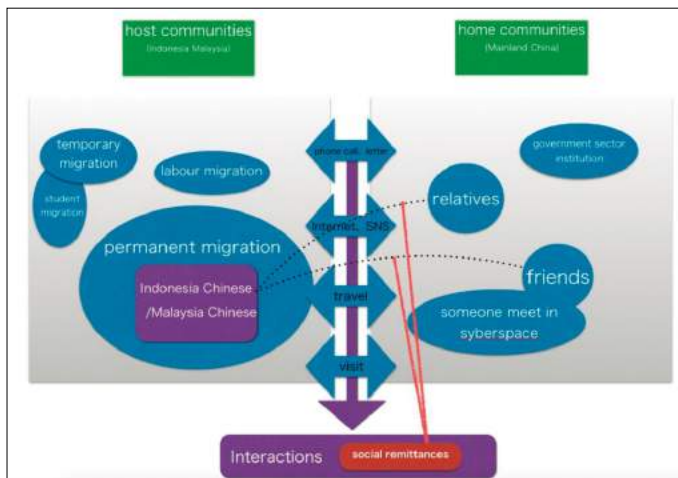 host communities
(Indonesia Malaysia)
home communities
(Mainland China)
temporary
migration
student
migration
labour migration
permanent migration
Indonesia Chinese
/Malaysia Chinese
phone call, letter
internet, SNS
travel
visit
government sector
institution
relatives
friends
someone meet in
syberspace
Interactions
social remittances